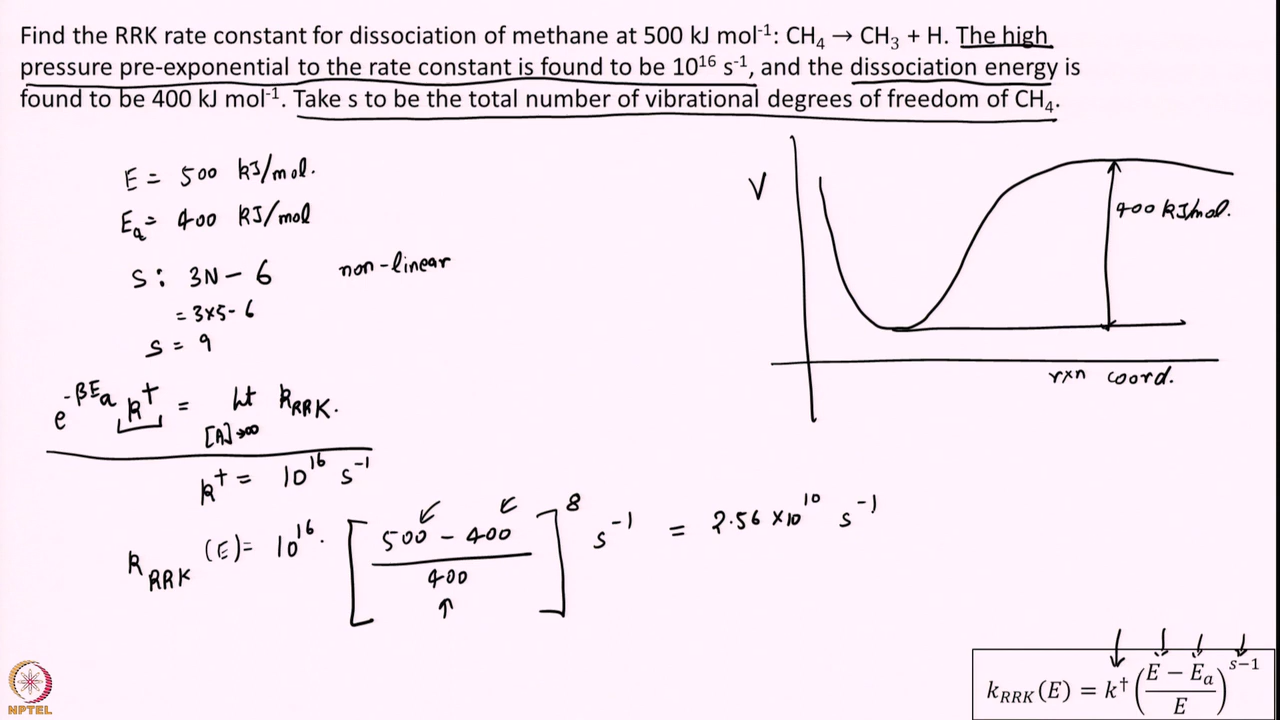 Find the RRK rate constant for dissociation of methane at 500 kJ mol⁻¹: CH₄ → CH₃ + H. The high
pressure pre-exponential to the rate constant is found to be 10¹⁶ s⁻¹, and the dissociation energy is
found to be 400 kJ mol⁻¹. Take s to be the total number of vibrational degrees of freedom of CH₄.
E = 500 kJ/mol.
Eₐ = 400 kJ/mol
S : 3N - 6 non-linear
= 3×5-6
S = 9
e^{-βEₐ} k† = lt k_RRK.
[A]→∞
k† = 10¹⁶ s⁻¹
k_RRK (E) = 10¹⁶ · [ (500 - 400) / 400 ]⁸ s⁻¹ = 2.56 ×10¹⁰ s⁻¹
V
400 kJ/mol.
rxn coord.
k_RRK(E) = k† ((E − Eₐ) / E)^{s−1}
NPTEL